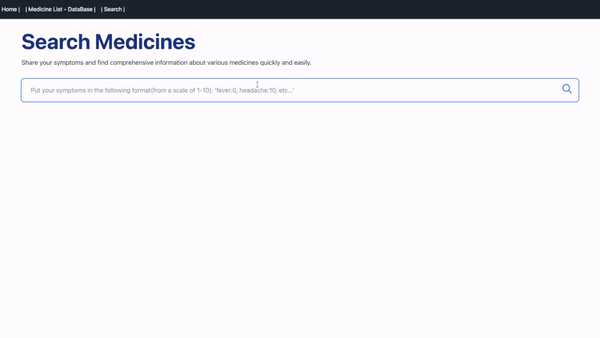 Home | | Medicine List - DataBase | | Search |
Search Medicines
Share your symptoms and find comprehensive information about various medicines quickly and easily.
Put your symptoms in the following format(from a scale of 1-10): 'fever:0, headache:10, etc...'